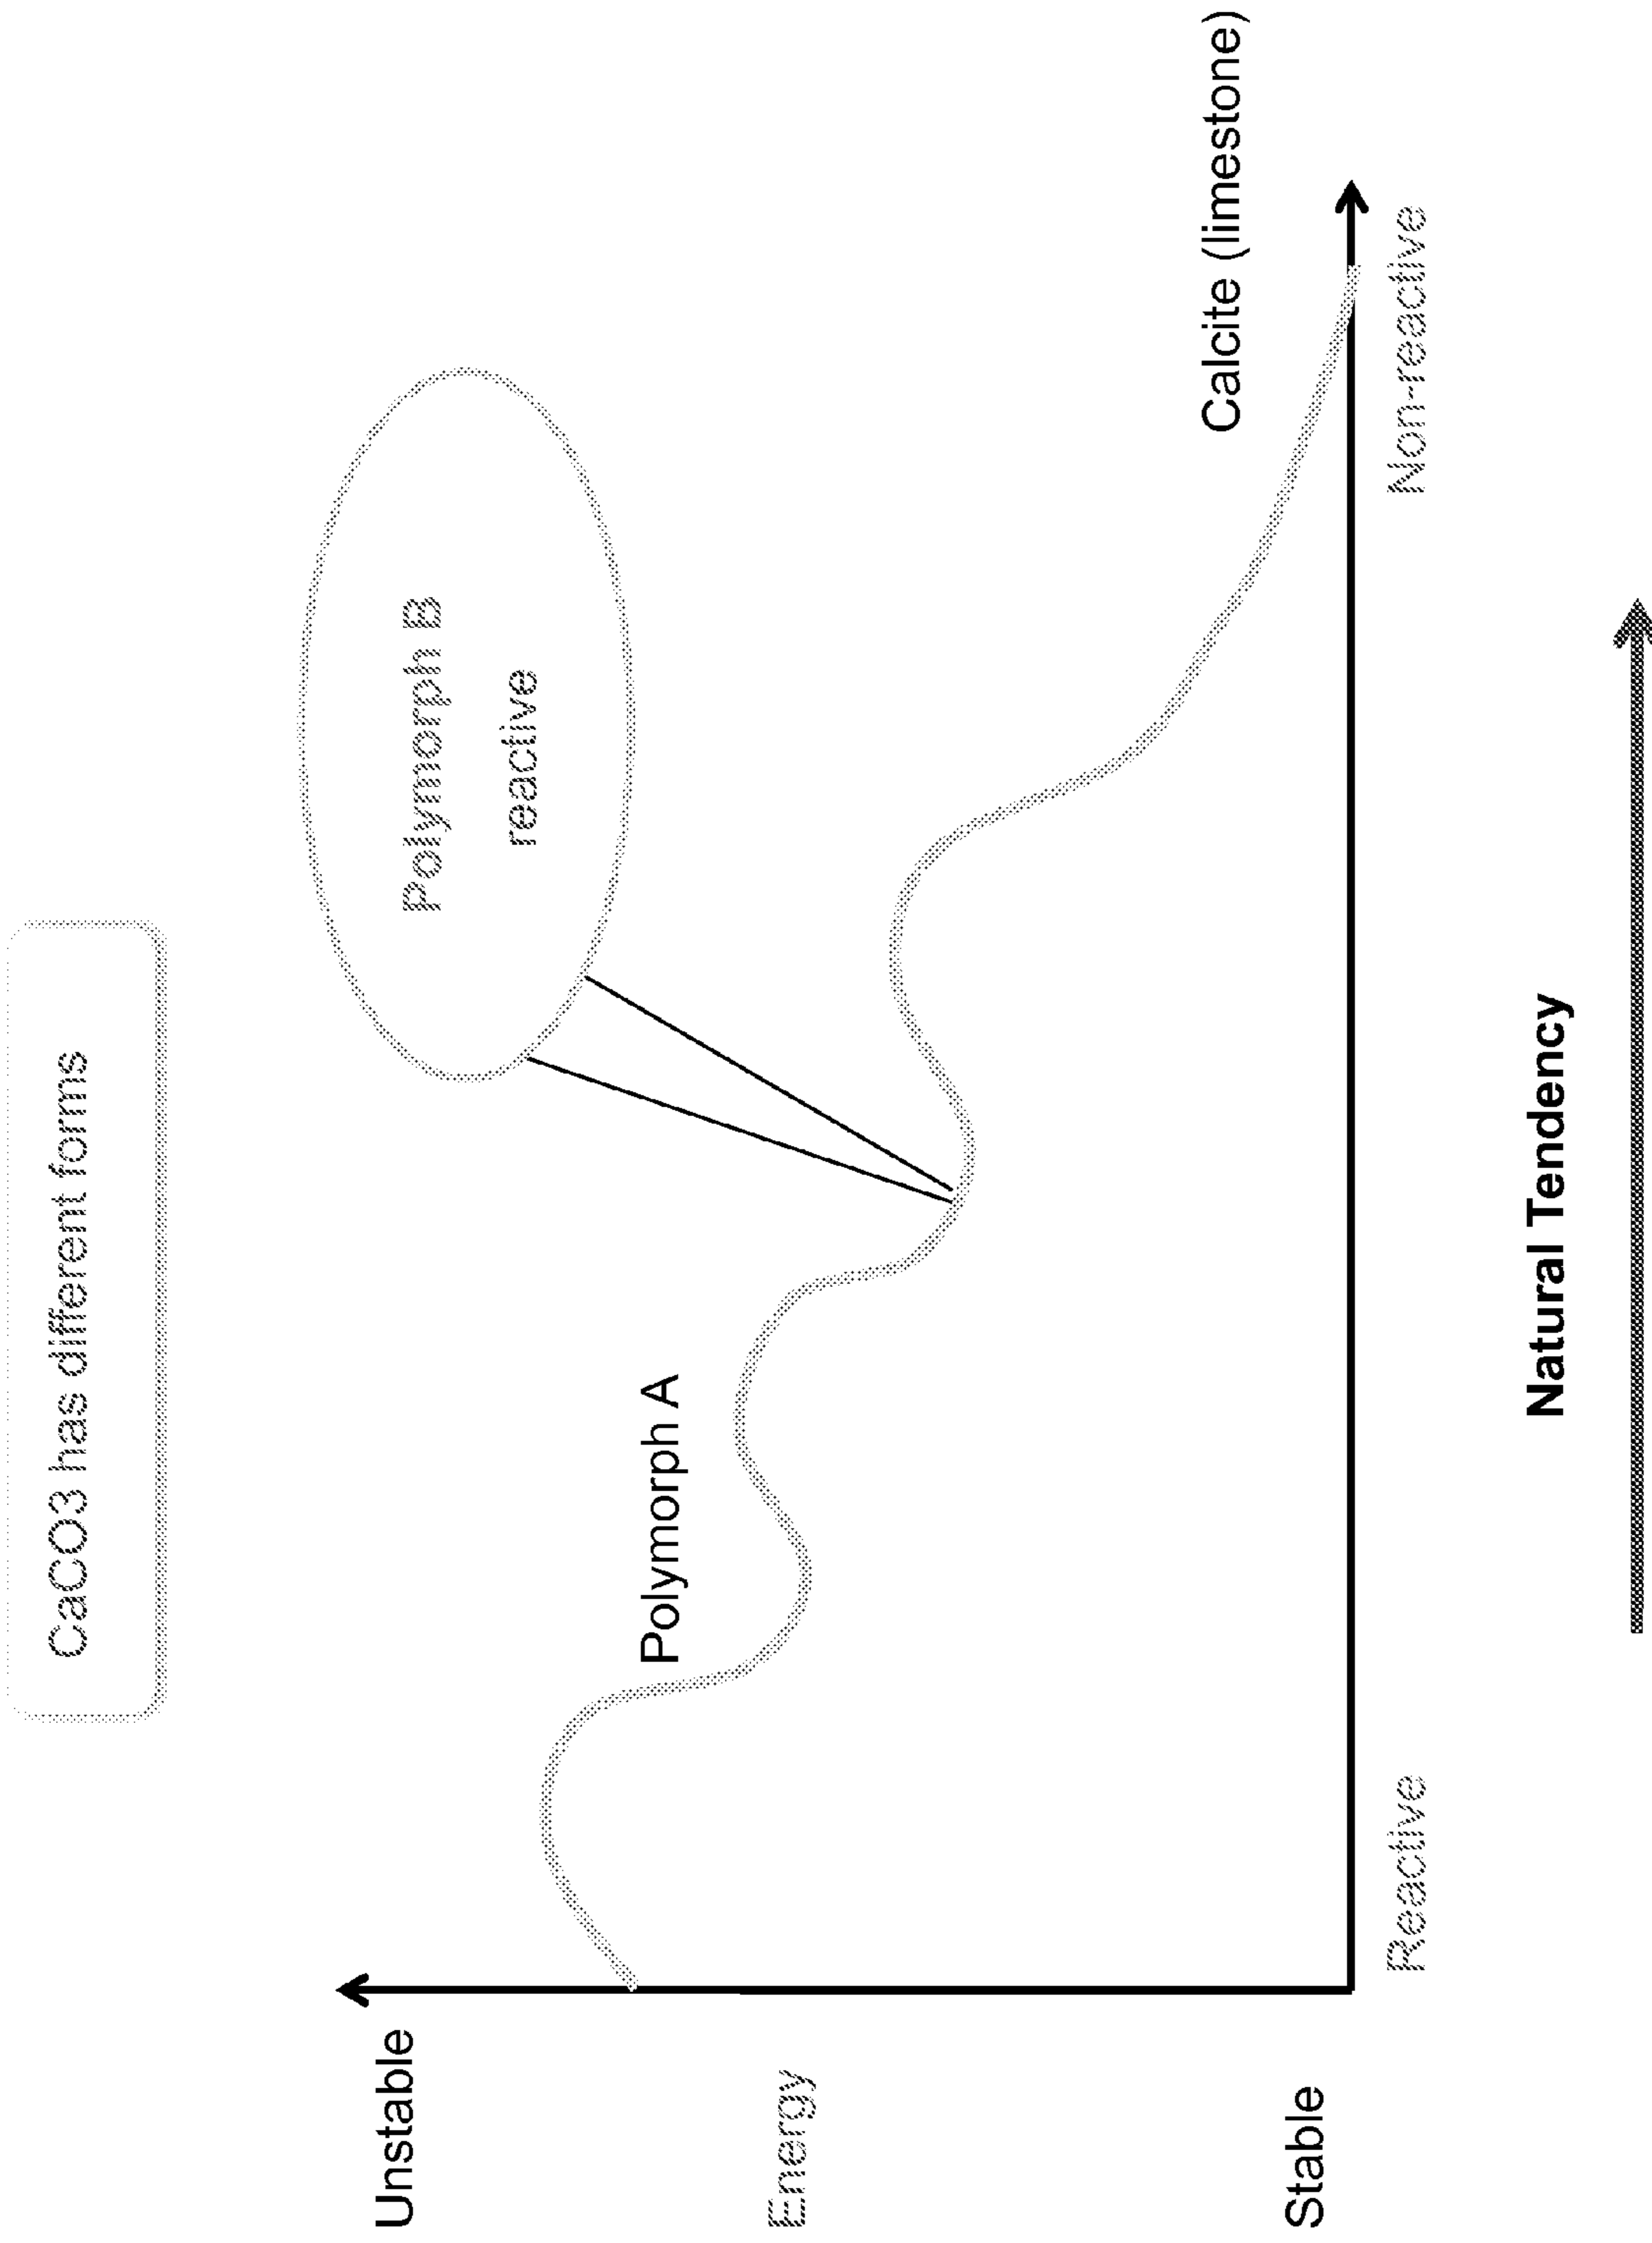 CaCO3 has different forms
Unstable
Polymorph B
reactive
Polymorph A
Energy
Calcite (limestone)
Stable
Reactive
Non-reactive
Natural Tendency